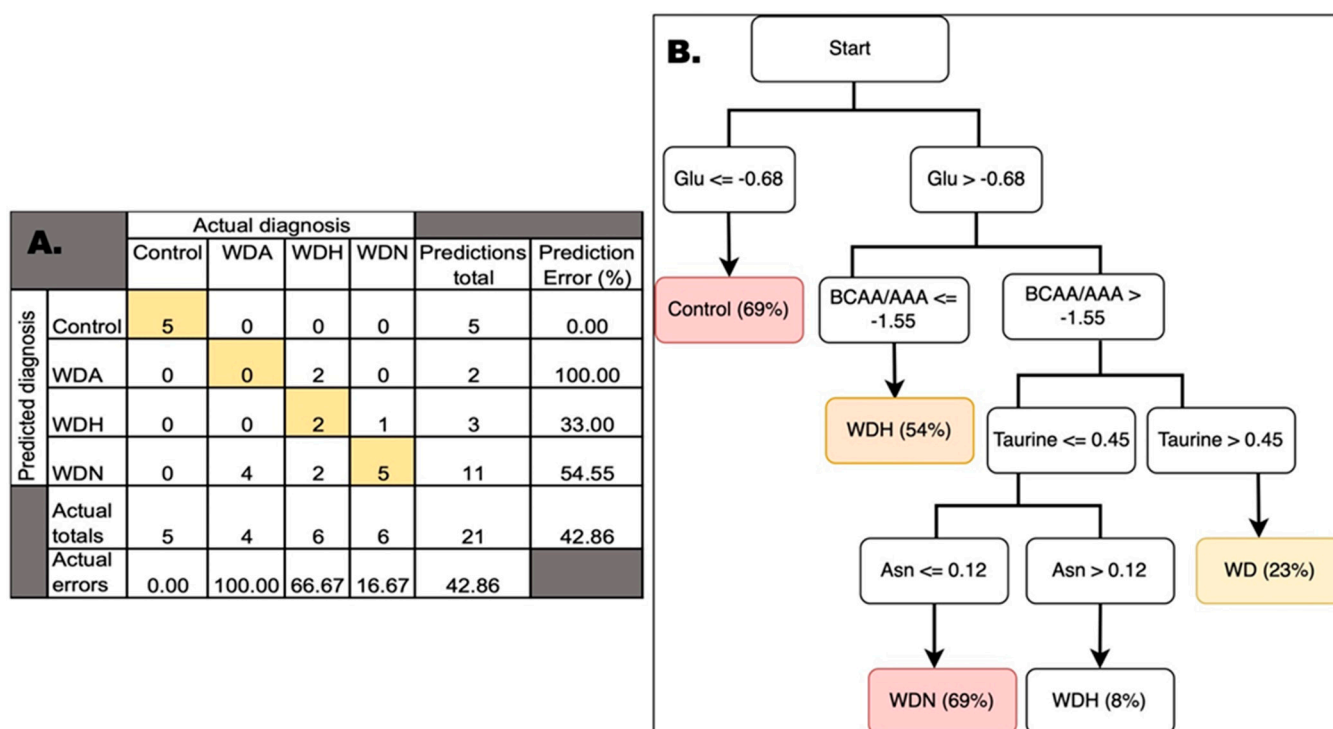 A.
Actual diagnosis
Control WDA WDH WDN Predictions total Prediction Error (%)
Predicted diagnosis
Control 5 0 0 0 5 0.00
WDA 0 0 2 0 2 100.00
WDH 0 0 2 1 3 33.00
WDN 0 4 2 5 11 54.55
Actual totals 5 4 6 6 21 42.86
Actual errors 0.00 100.00 66.67 16.67 42.86
B.
Start
Glu <= -0.68
Glu > -0.68
Control (69%)
BCAA/AAA <=
-1.55
BCAA/AAA >
-1.55
WDH (54%)
Taurine <= 0.45
Taurine > 0.45
Asn <= 0.12
Asn > 0.12
WD (23%)
WDN (69%)
WDH (8%)